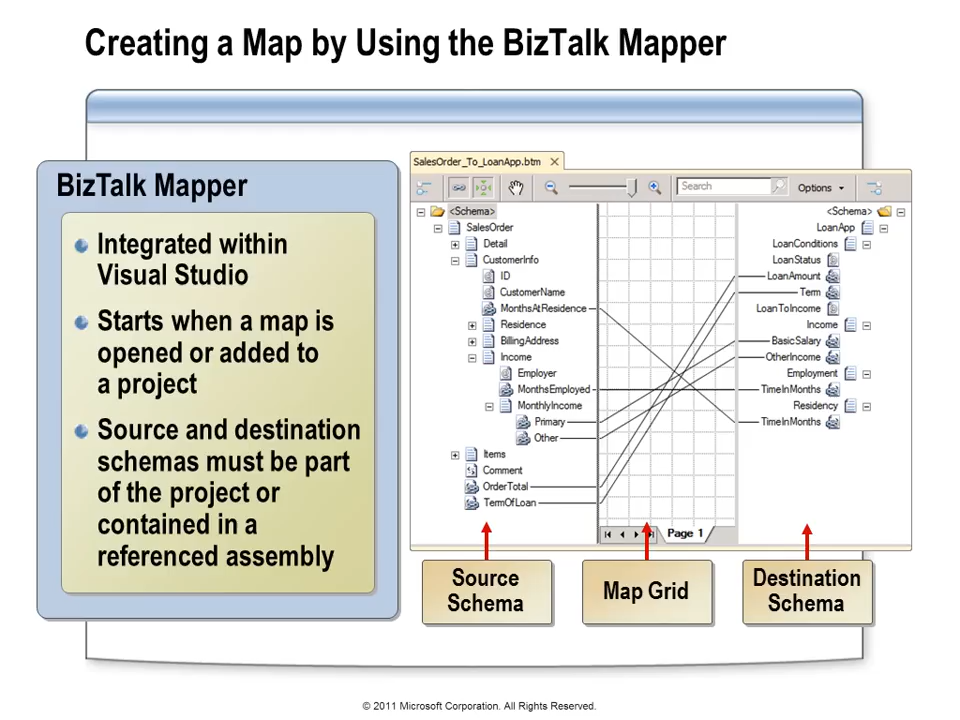 Creating a Map by Using the BizTalk Mapper
BizTalk Mapper
Integrated within
Visual Studio
Starts when a map is
opened or added to
a project
Source and destination
schemas must be part
of the project or
contained in a
referenced assembly
SalesOrder_To_LoanApp.btm
Search
Options
<Schema>
SalesOrder
Detail
CustomerInfo
ID
CustomerName
MonthsAtResidence
Residence
BillingAddress
Income
Employer
MonthsEmployed
MonthlyIncome
Primary
Other
Items
Comment
OrderTotal
TermOfLoan
Page 1
<Schema>
LoanApp
LoanConditions
LoanStatus
LoanAmount
Term
LoanToIncome
Income
BasicSalary
OtherIncome
Employment
TimeInMonths
Residency
TimeInMonths
Source
Schema
Map Grid
Destination
Schema
© 2011 Microsoft Corporation. All Rights Reserved.